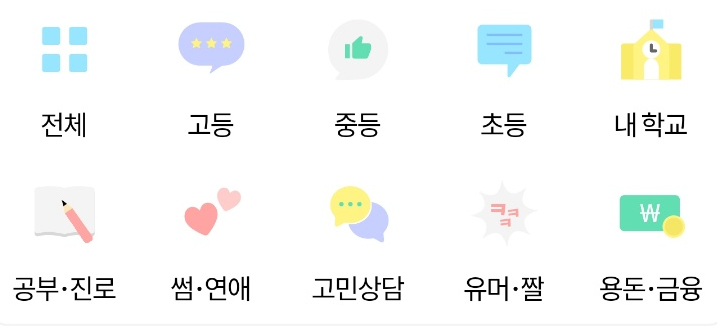 전체 고등 중등 초등 내 학교
ㅋㅋㅋ
₩
공부·진로 썸·연애 고민상담 유머·짤 용돈·금융